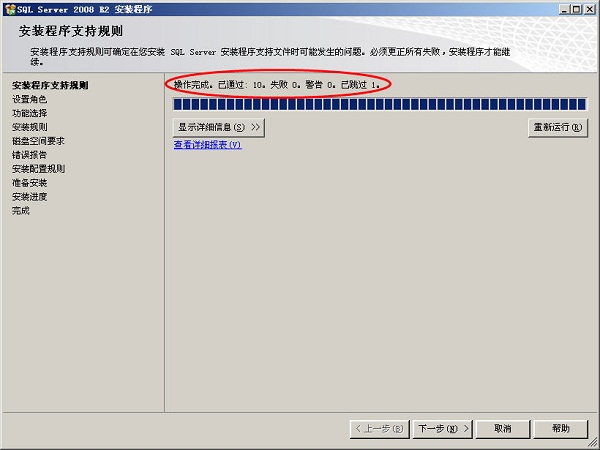 SQL Server 2008 R2 安装程序
安装程序支持规则
安装程序支持规则可确定在您安装 SQL Server 安装程序支持文件时可能发生的问题。必须更正所有失败，安装程序才能继
续。
安装程序支持规则
设置角色
功能选择
安装规则
磁盘空间要求
错误报告
安装配置规则
准备安装
安装进度
完成
操作完成。已通过: 10。失败 0。警告 0。已跳过 1。
显示详细信息(S) >>
重新运行(R)
查看详细报表(V)
< 上一步(B)
下一步(N) >
取消
帮助